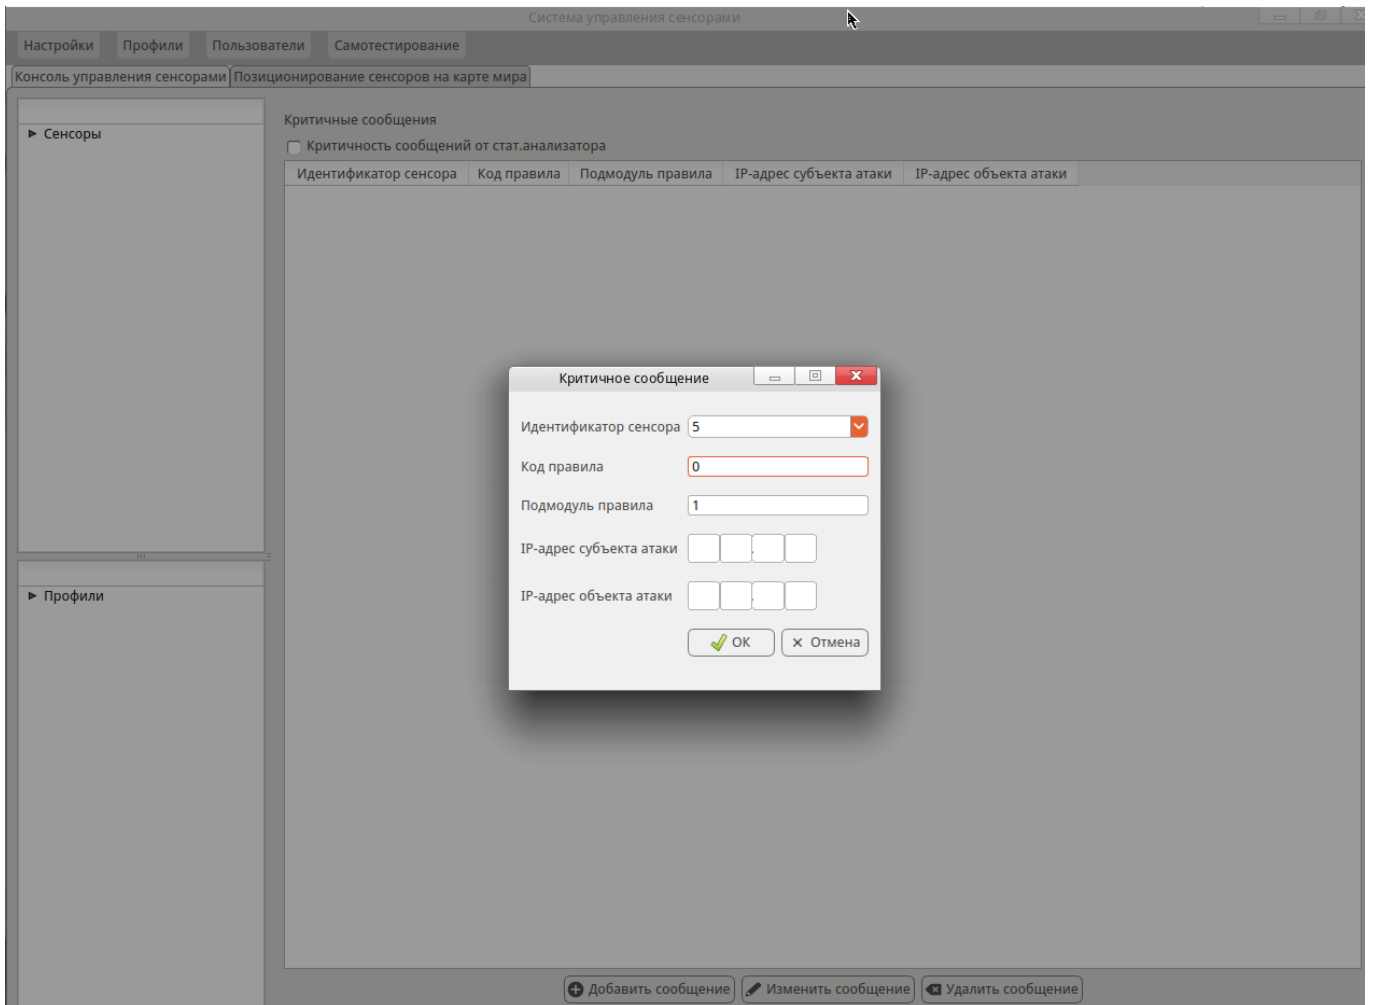 Система управления сенсорами
Настройки Профили Пользователи Самотестирование
Консоль управления сенсорами Позиционирование сенсоров на карте мира
Сенсоры
Критичные сообщения
Критичность сообщений от стат.анализатора
Идентификатор сенсора Код правила Подмодуль правила IP-адрес субъекта атаки IP-адрес объекта атаки
Критичное сообщение
Идентификатор сенсора 5
Код правила 0
Подмодуль правила 1
IP-адрес субъекта атаки . 
IP-адрес объекта атаки .
ОК Отмена
Профили
Добавить сообщение Изменить сообщение Удалить сообщение